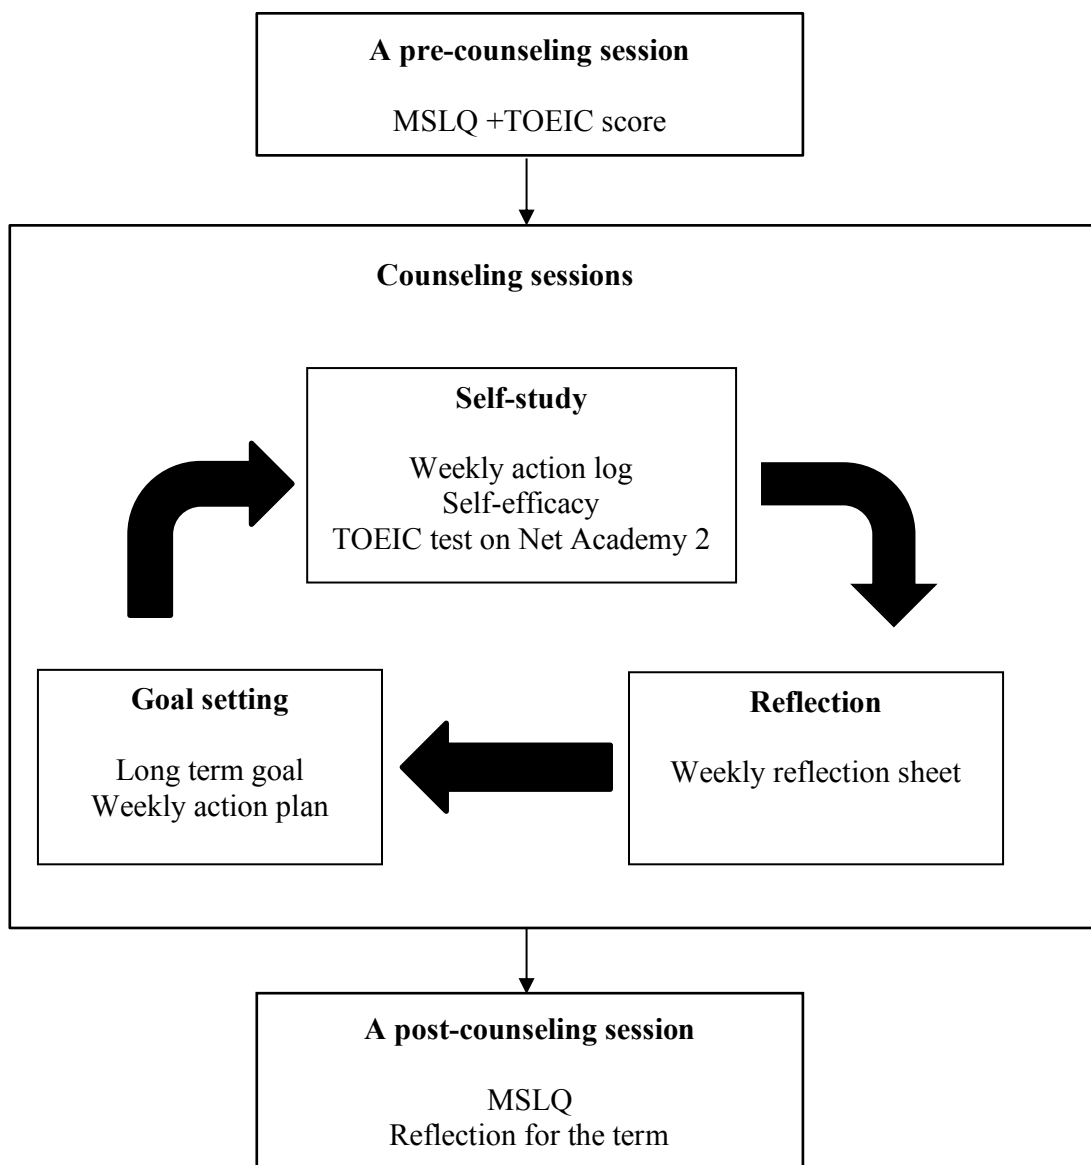 A pre-counseling session
MSLQ +TOEIC score
Counseling sessions
Self-study
Weekly action log
Self-efficacy
TOEIC test on Net Academy 2
Goal setting
Long term goal
Weekly action plan
Reflection
Weekly reflection sheet
A post-counseling session
MSLQ
Reflection for the term